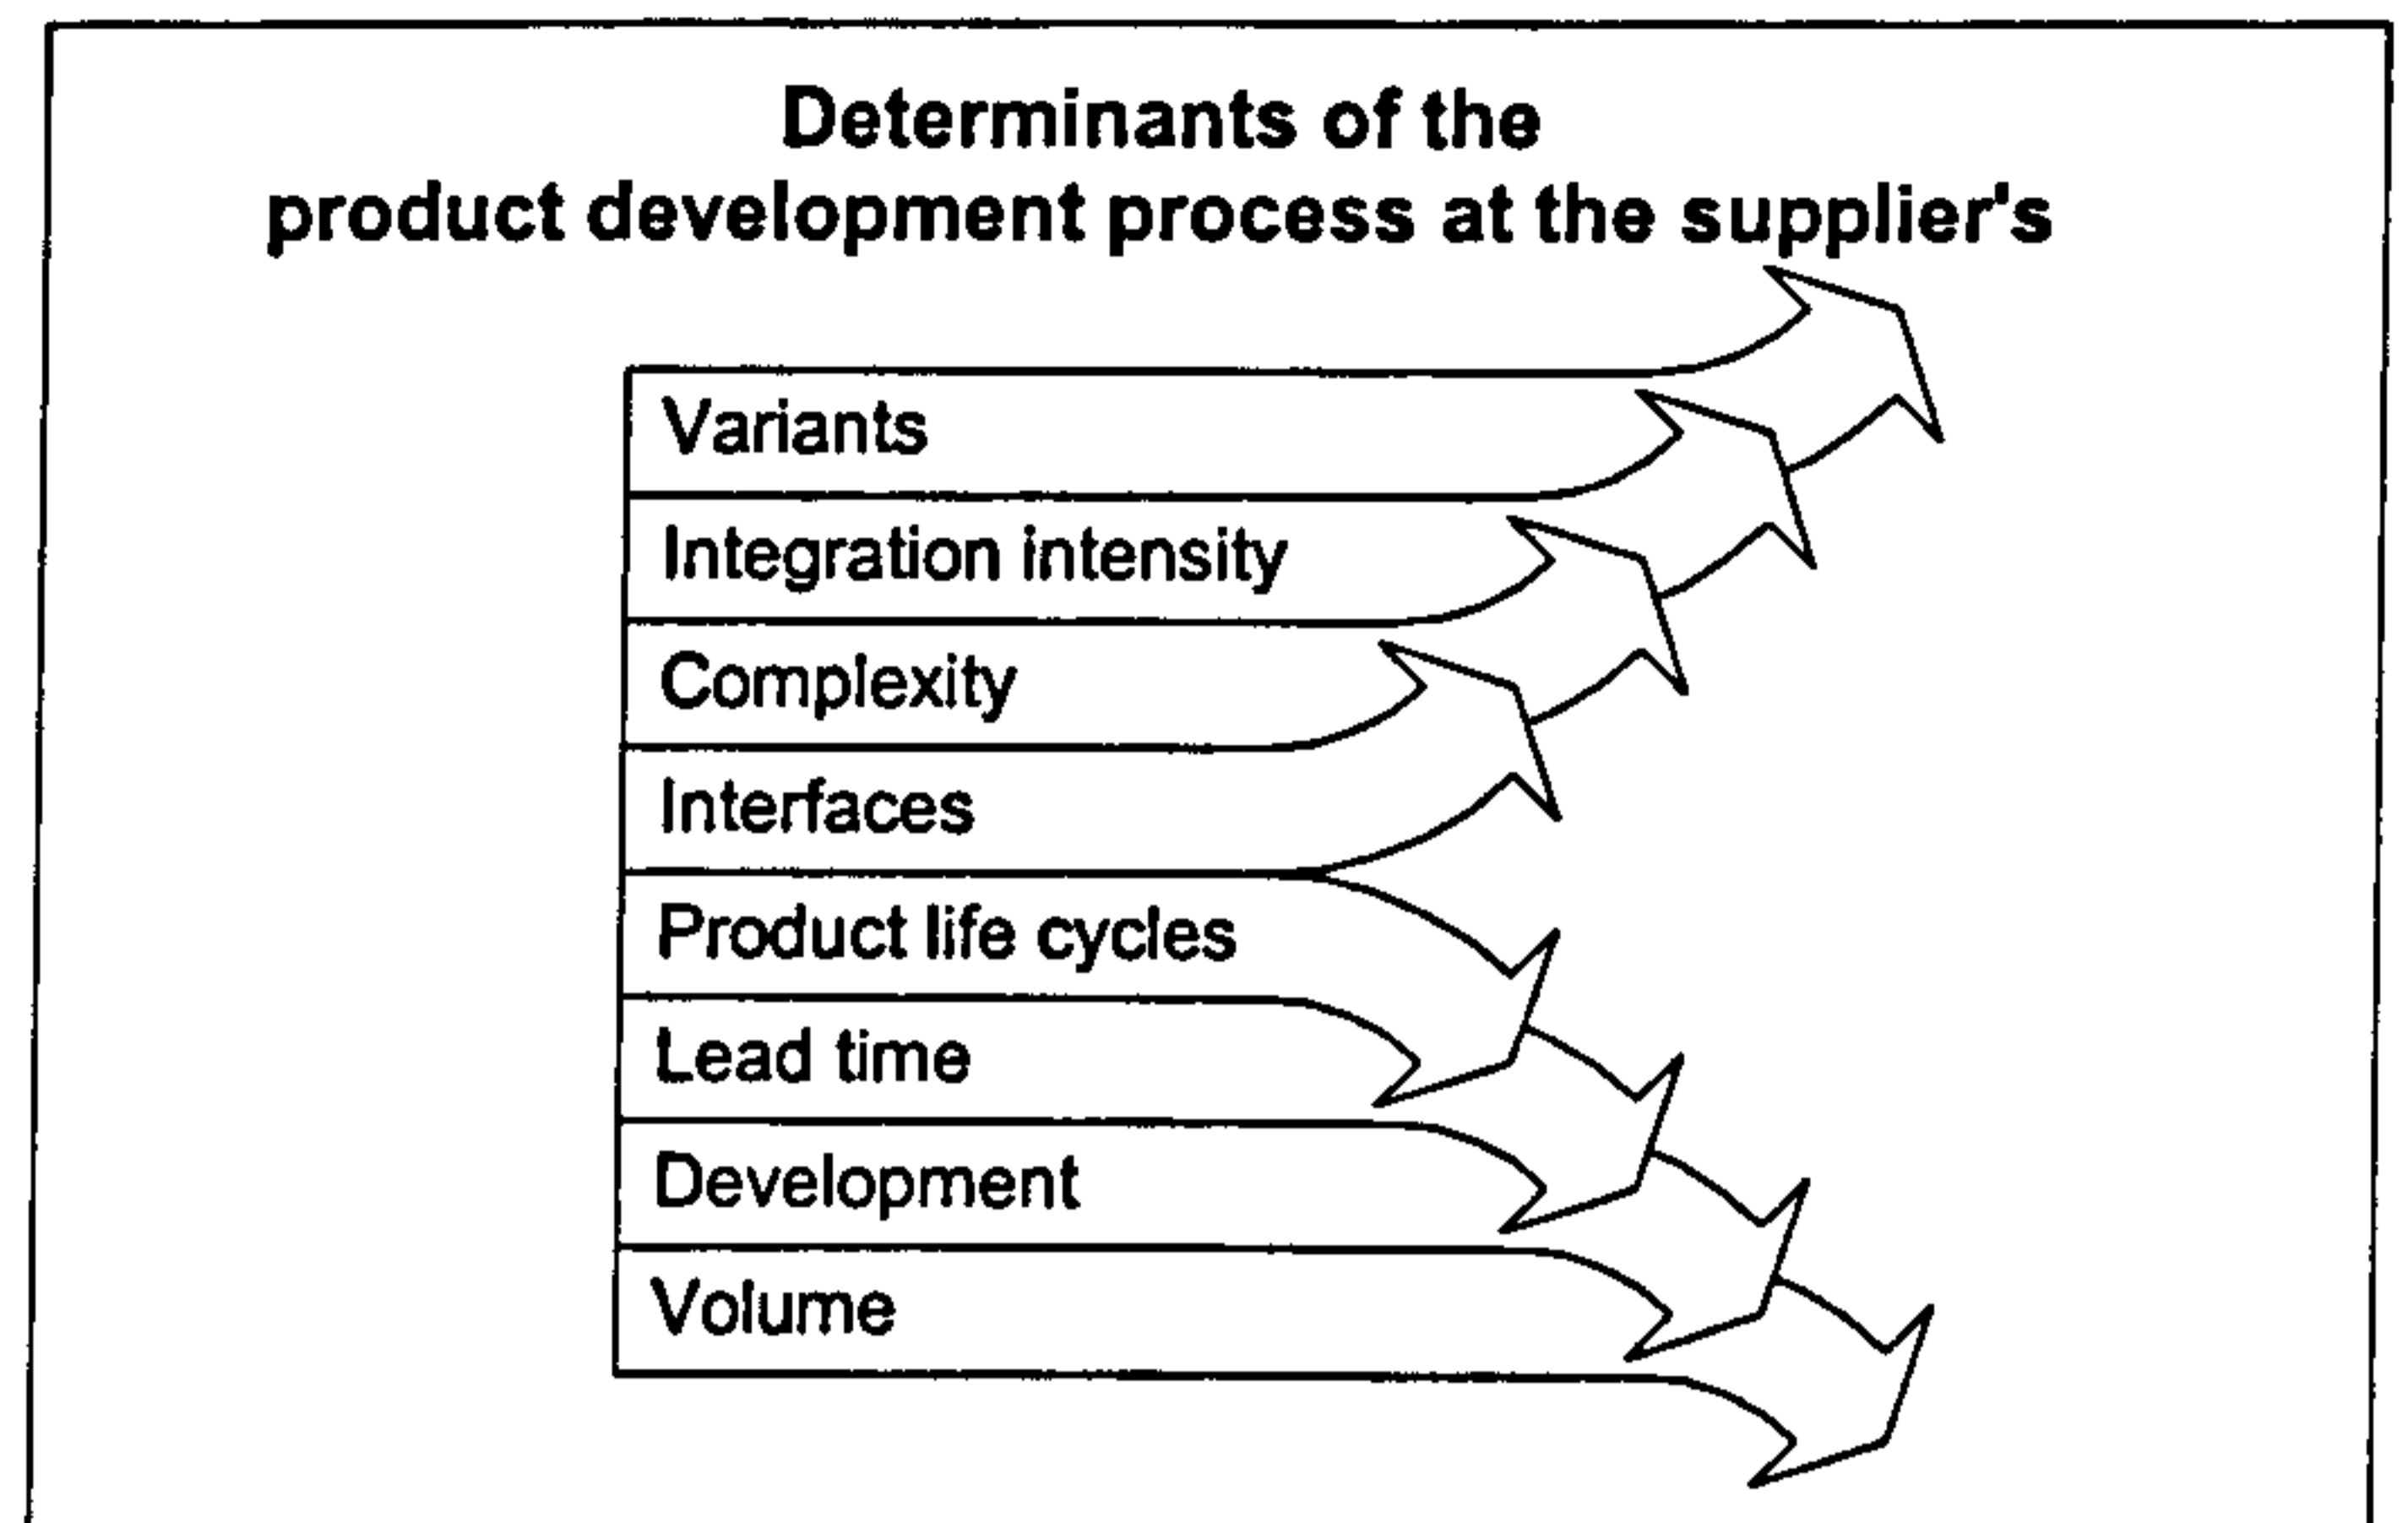 Determinants of the
product development process at the supplier's
Variants
Integration intensity
Complexity
Interfaces
Product life cycles
Lead time
Development
Volume